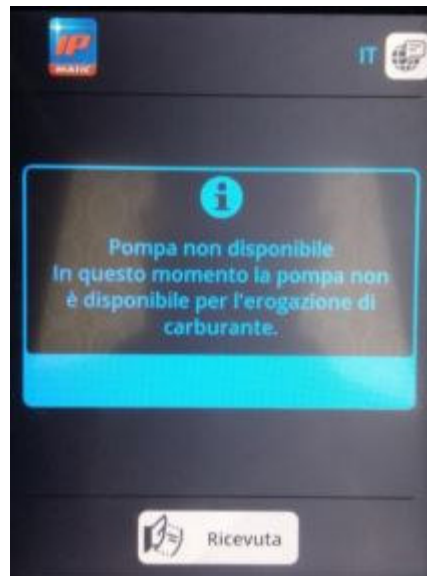 IP
MATIC
IT
i
Pompa non disponibile
In questo momento la pompa non
è disponibile per l'erogazione di
carburante.
Ricevuta